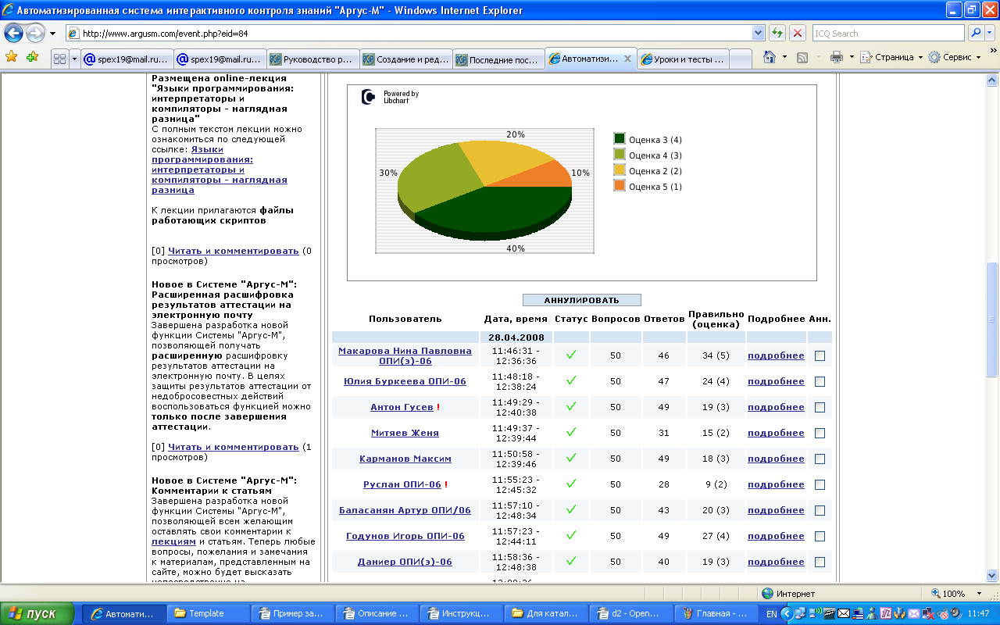 Автоматизированная система интерактивного контроля знаний "Аргус-М" - Windows Internet Explorer
http://www.argusm.com/event.php?eid=84
ICQ Search
spex19@mail.ru...
spex19@mail.ru...
Руководство р...
Создание и ред...
Последние пос...
Автоматизи...
Уроки и тесты ...
Страница
Сервис
Размещена online-лекция
"Языки программирования:
интерпретаторы и
компиляторы - наглядная
разница"
С полным текстом лекции можно
ознакомиться по следующей
ссылке: Языки
программирования:
интерпретаторы и
компиляторы - наглядная
разница
К лекции прилагаются файлы
работающих скриптов
[0] Читать и комментировать (0
просмотров)
Новое в Системе "Аргус-М":
Расширенная расшифровка
результатов аттестации на
электронную почту
Завершена разработка новой
функции Системы "Аргус-М",
позволяющей получать
расширенную расшифровку
результатов аттестации на
электронную почту. В целях
защиты результатов аттестации от
недобросовестных действий
воспользоваться функцией можно
только после завершения
аттестации.
[0] Читать и комментировать (1
просмотров)
Новое в Системе "Аргус-М":
Комментарии к статьям
Завершена разработка новой
функции Системы "Аргус-М",
позволяющей всем желающим
оставлять свои комментарии к
лекциям и статьям. Теперь любые
вопросы, пожелания и замечания
к материалам, представленным на
сайте, можно будет высказать
Powered by
Libchart
20%
30%
10%
40%
Оценка 3 (4)
Оценка 4 (3)
Оценка 2 (2)
Оценка 5 (1)
АННУЛИРОВАТЬ
Пользователь Дата, время Статус Вопросов Ответов Правильно (оценка) Подробнее Анн.
28.04.2008
Макарова Нина Павловна ОПИ(э)-06 11:46:31 - 12:36:36 50 46 34 (5) подробнее
Юлия Буркеева ОПИ-06 11:48:18 - 12:38:24 50 47 24 (4) подробнее
Антон Гусев ! 11:49:29 - 12:40:38 50 49 19 (3) подробнее
Митяев Женя 11:49:37 - 12:39:44 50 31 15 (2) подробнее
Карманов Максим 11:50:58 - 12:39:46 50 49 18 (3) подробнее
Руслан ОПИ-06 ! 11:55:23 - 12:45:32 50 28 9 (2) подробнее
Баласанян Артур ОПИ/06 11:57:10 - 12:48:34 50 43 20 (3) подробнее
Годунов Игорь ОПИ-06 11:57:23 - 12:44:11 50 49 27 (4) подробнее
Даниер ОПИ(э)-06 11:58:36 - 12:48:38 50 40 19 (3) подробнее
Интернет
100%
пуск
Автомати...
Template
Пример за...
Описание ...
Инструкц...
Для катал...
d2 - Open...
Главная - ...
EN
11:47